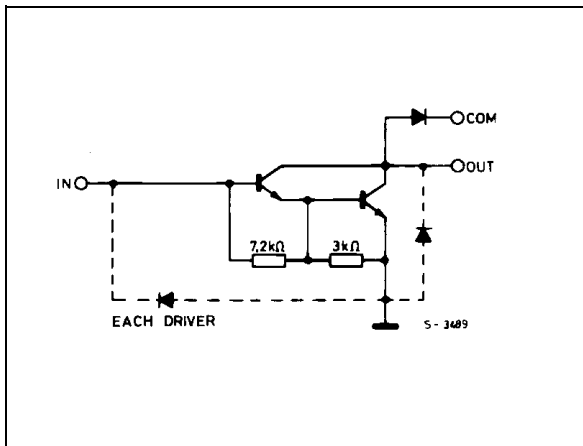 COM
OUT
IN
7,2kΩ
3kΩ
EACH DRIVER
S-3489